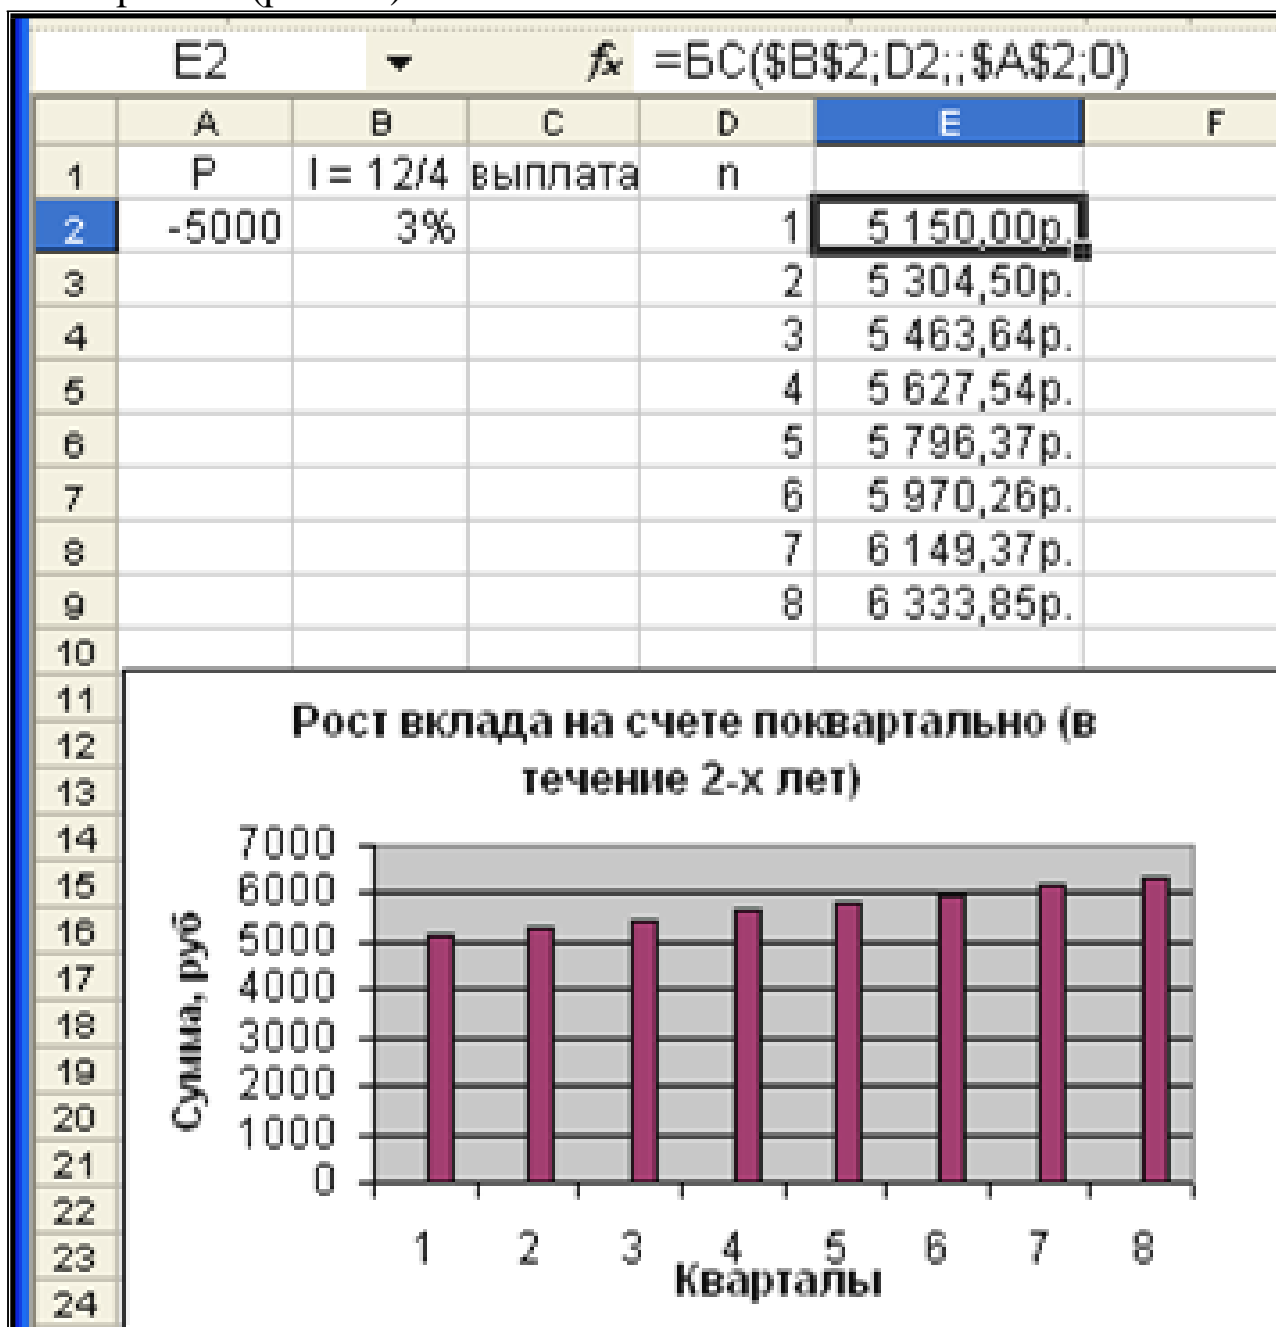 E2 fx =БС($B$2;D2;;$A$2;0)
A B C D E F
1 P I = 12/4 выплата n
2 -5000 3% 1 5 150,00р.
3 2 5 304,50р.
4 3 5 463,64р.
5 4 5 627,54р.
6 5 5 796,37р.
7 6 5 970,26р.
8 7 6 149,37р.
9 8 6 333,85р.
10
11
12
13
14
15
16
17
18
19
20
21
22
23
24
Рост вклада на счете поквартально (в
течение 2-х лет)
Сумма, руб
7000
6000
5000
4000
3000
2000
1000
0
1 2 3 4 5 6 7 8
Кварталы